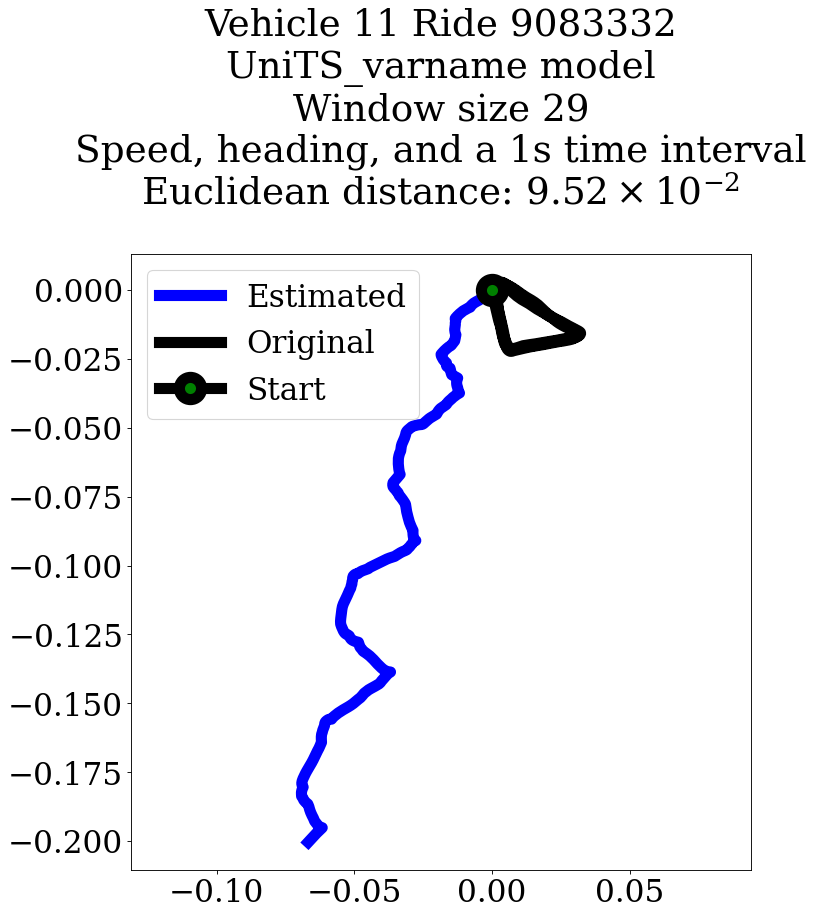 Vehicle 11 Ride 9083332
UniTS_varname model
Window size 29
Speed, heading, and a 1s time interval
Euclidean distance: 9.52 × 10⁻²
Estimated
Original
Start
0.000
−0.025
−0.050
−0.075
−0.100
−0.125
−0.150
−0.175
−0.200
−0.10 −0.05 0.00 0.05